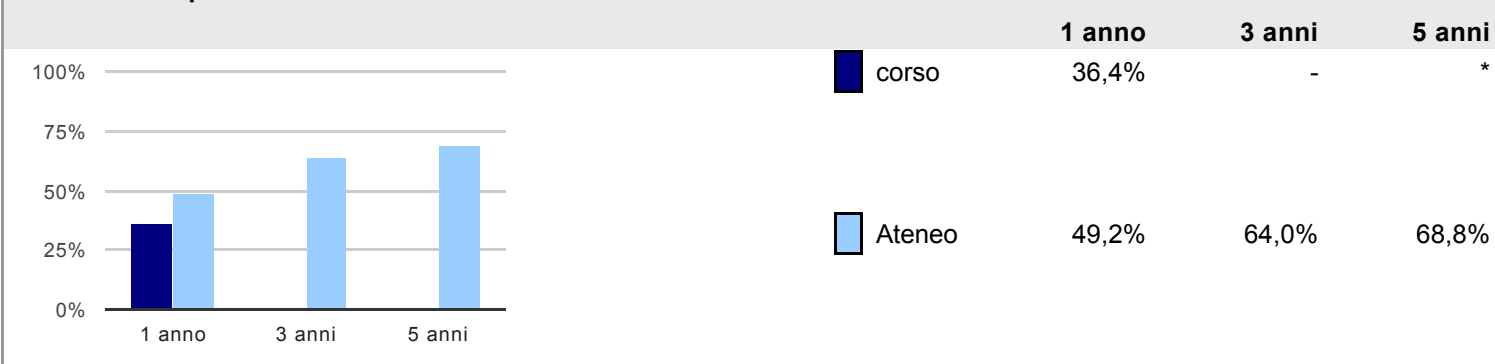 1 anno 3 anni 5 anni
100%
75%
50%
25%
0%
1 anno 3 anni 5 anni
corso 36,4% - *
Ateneo 49,2% 64,0% 68,8%